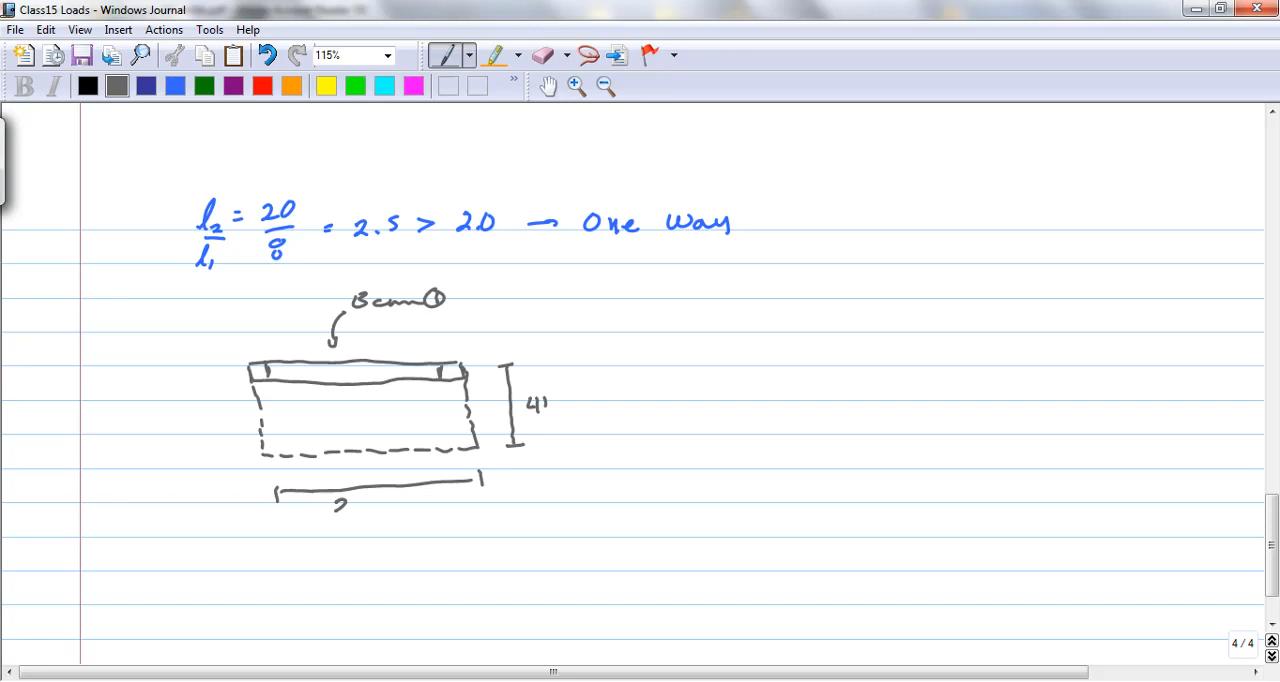 Class15 Loads - Windows Journal
File Edit View Insert Actions Tools Help
115%
B I
l2/l1 = 20/8 = 2.5 > 2.0 → One Way
Beam ①
4'
2
4 / 4